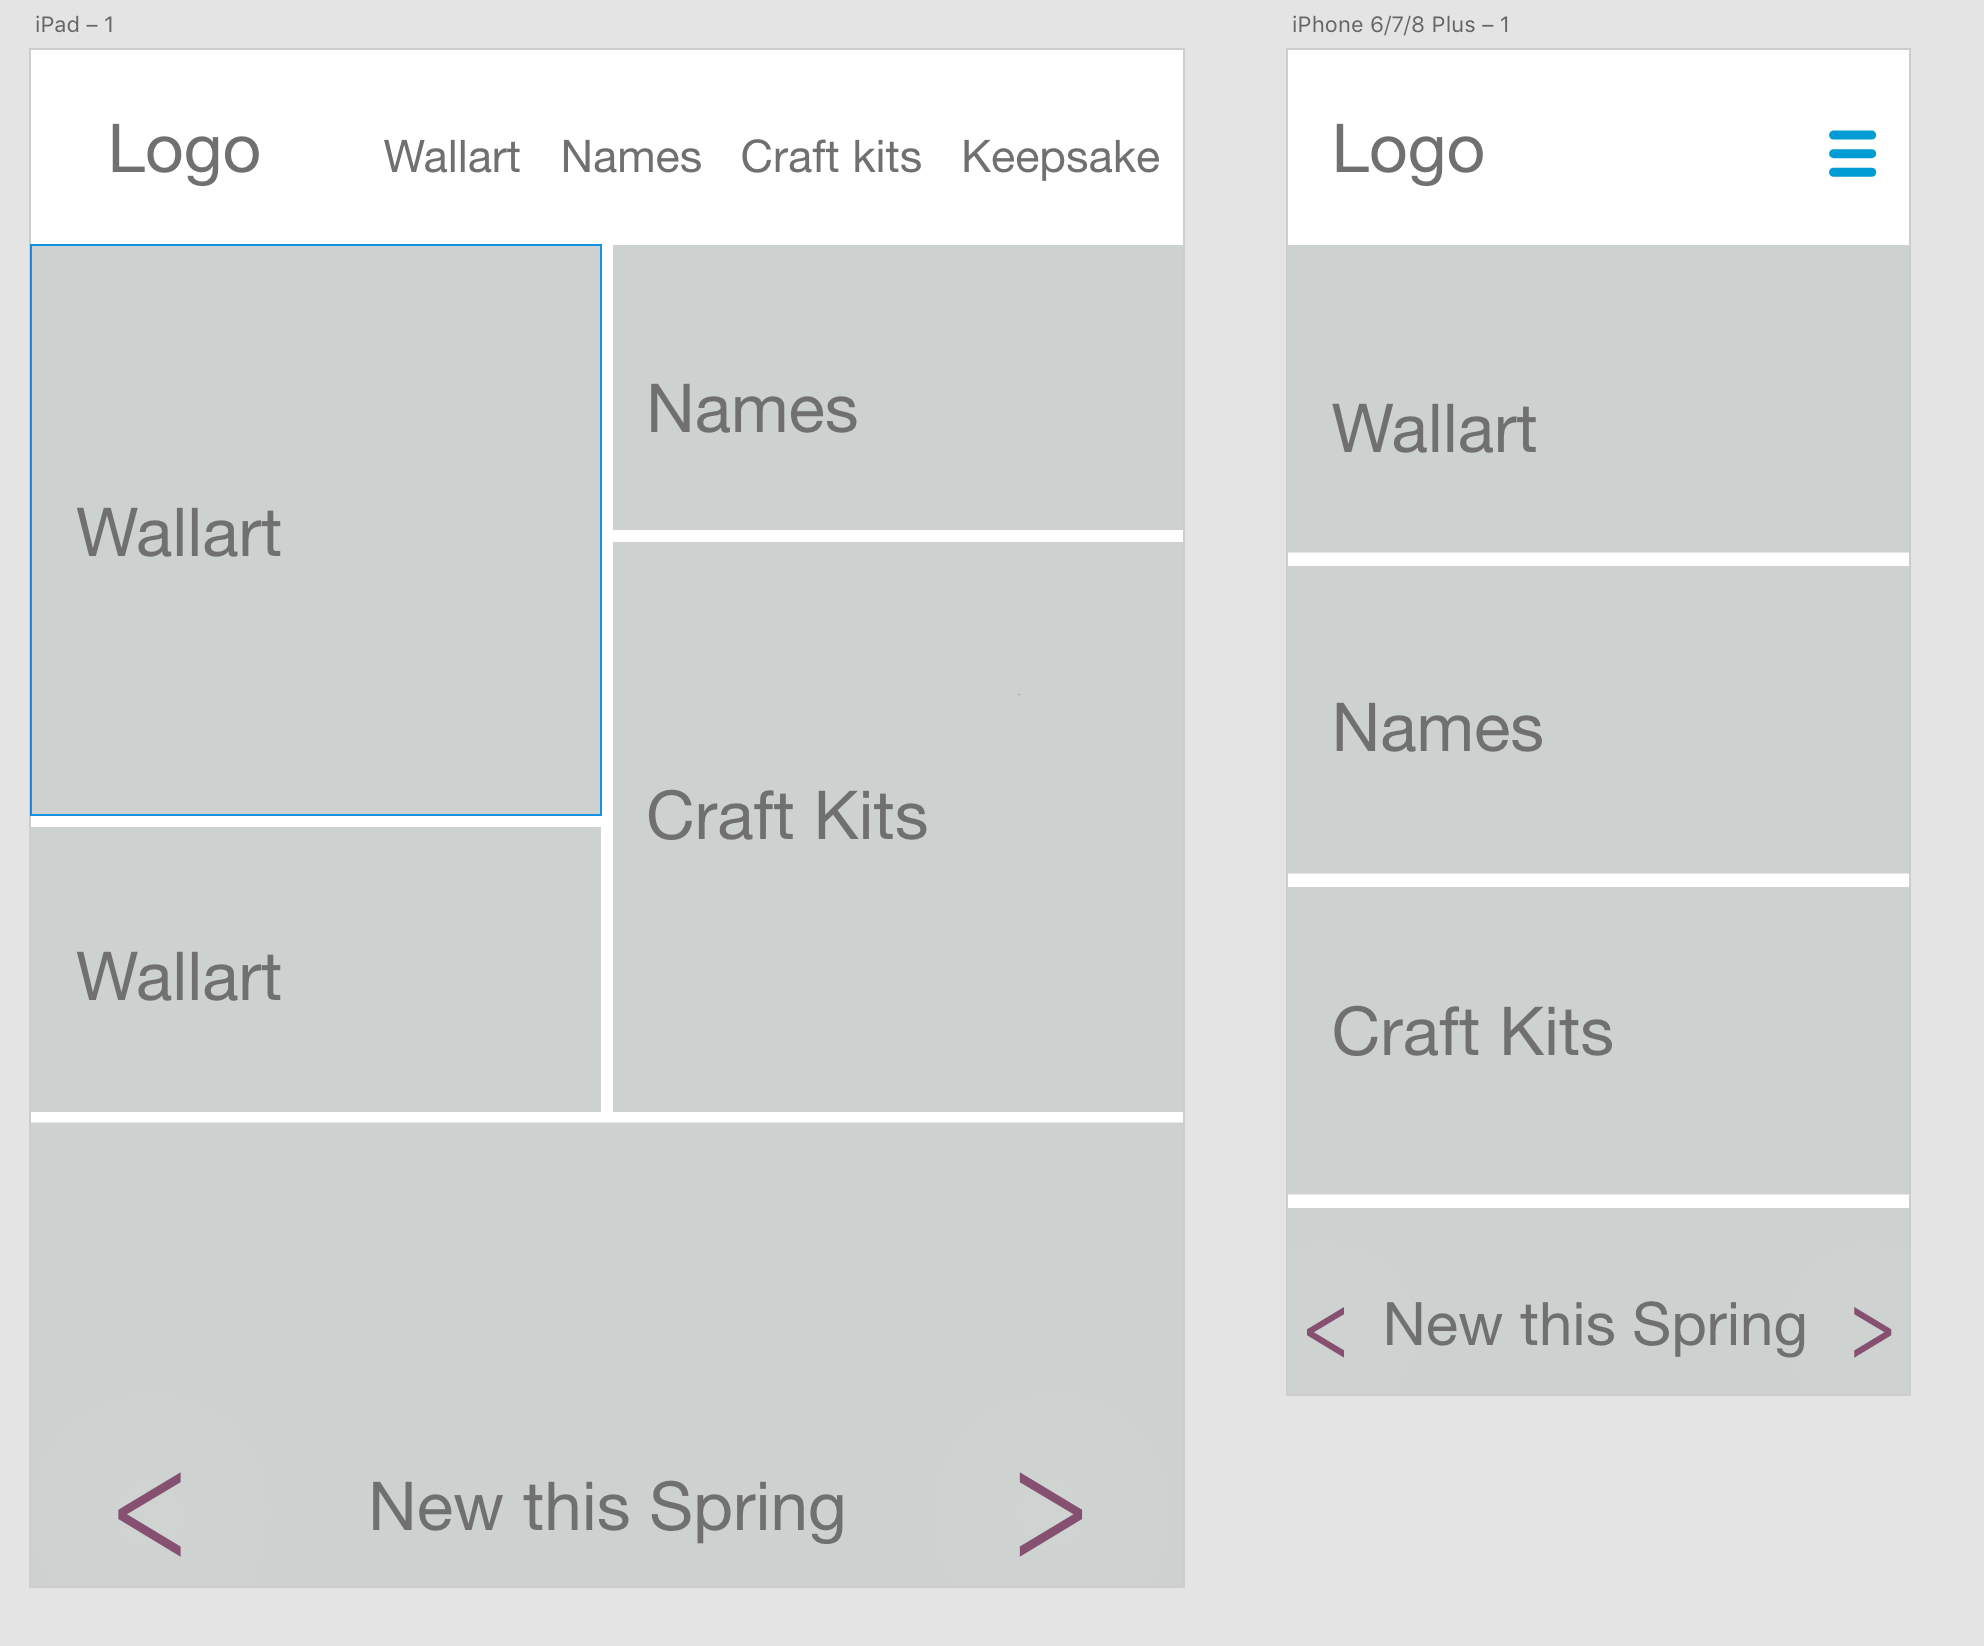 iPad – 1
Logo
Wallart Names Craft kits Keepsake
Wallart
Names
Craft Kits
Wallart
< New this Spring >
iPhone 6/7/8 Plus – 1
Logo
Wallart
Names
Craft Kits
< New this Spring >